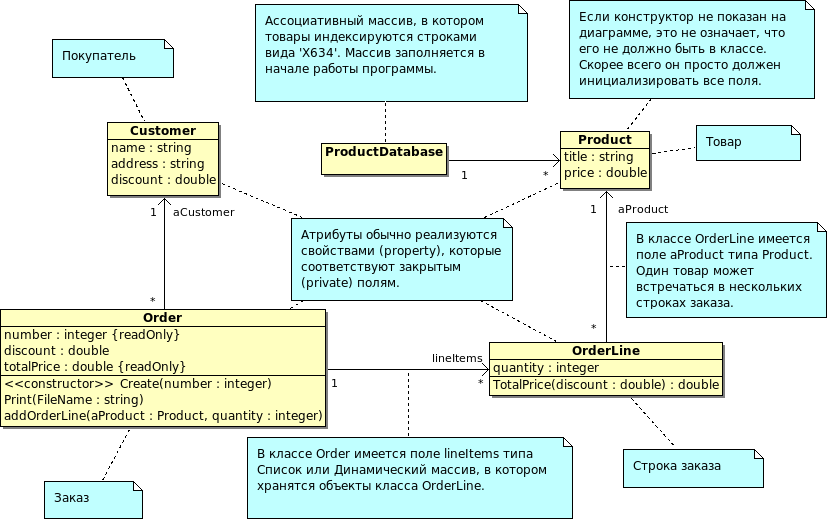 Ассоциативный массив, в котором
товары индексируются строками
вида 'X634'. Массив заполняется в
начале работы программы.
Если конструктор не показан на
диаграмме, это не означает, что
его не должно быть в классе.
Скорее всего он просто должен
инициализировать все поля.
Покупатель
Customer
name : string
address : string
discount : double
ProductDatabase
Product
title : string
price : double
Товар
1
*
1
aCustomer
1
aProduct
Атрибуты обычно реализуются
свойствами (property), которые
соответствуют закрытым
(private) полям.
В классе OrderLine имеется
поле aProduct типа Product.
Один товар может
встречаться в нескольких
строках заказа.
*
*
Order
number : integer {readOnly}
discount : double
totalPrice : double {readOnly}
<<constructor>> Create(number : integer)
Print(FileName : string)
addOrderLine(aProduct : Product, quantity : integer)
lineItems
1
*
OrderLine
quantity : integer
TotalPrice(discount : double) : double
В классе Order имеется поле lineItems типа
Список или Динамический массив, в котором
хранятся объекты класса OrderLine.
Строка заказа
Заказ